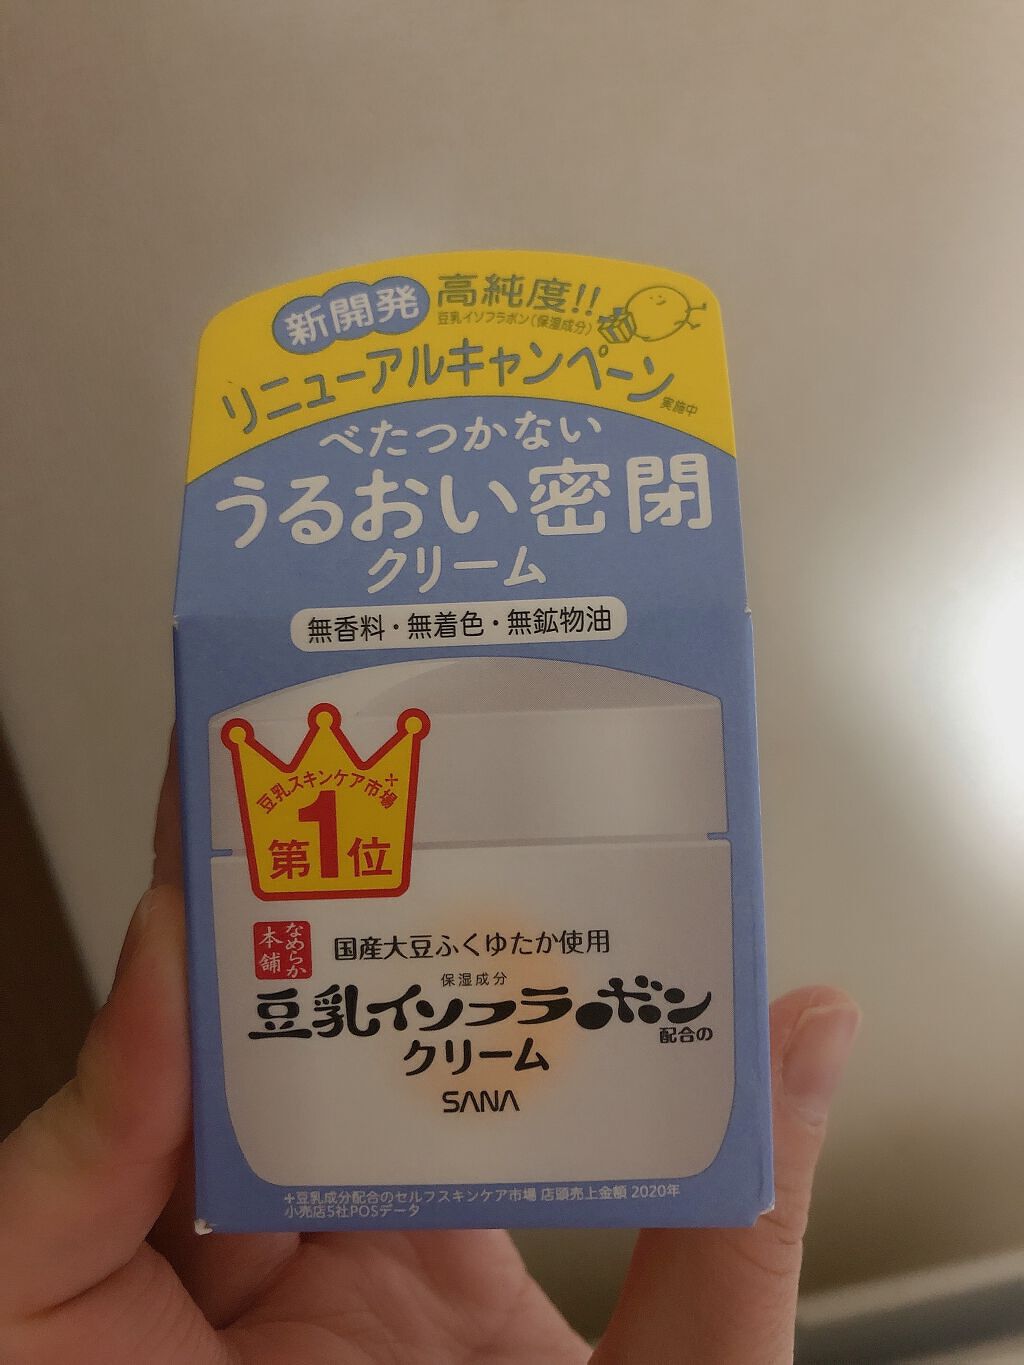 新開発
高純度!!
豆乳イソフラボン(保湿成分)
リニューアルキャンペーン
実施中
べたつかない
うるおい密閉
クリーム
無香料・無着色・無鉱物油
豆乳スキンケア市場※
第1位
なめらか本舗
国産大豆ふくゆたか使用
保湿成分
豆乳イソフラボン
配合の
クリーム
SANA
※豆乳成分配合のセルフスキンケア市場 店頭売上金額 2020年
小売店5社POSデータ